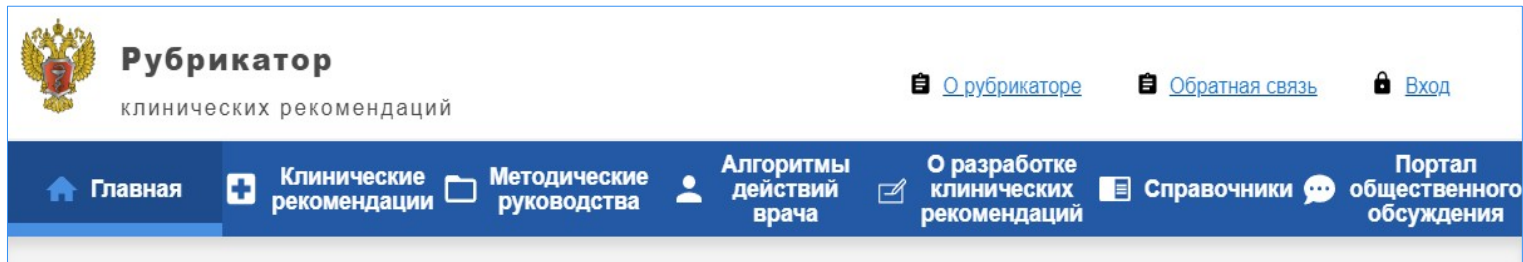 Рубрикатор
клинических рекомендаций
О рубрикаторе
Обратная связь
Вход
Главная
Клинические
рекомендации
Методические
руководства
Алгоритмы
действий
врача
О разработке
клинических
рекомендаций
Справочники
Портал
общественного
обсуждения